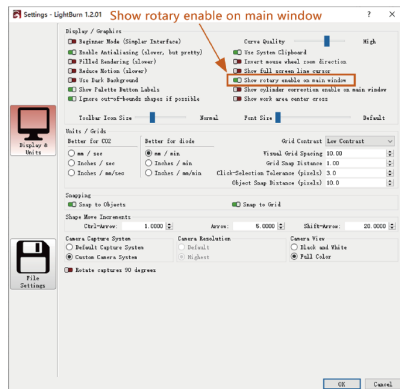 Settings - LightBurn 1.2.01 Show rotary enable on main window ? X
Display / Graphics
Beginner Mode (Simpler Interface) Curve Quality High
Enable Antialiasing (slower, but pretty) Use System Clipboard
Filled Rendering (slower) Invert mouse wheel zoom direction
Reduce Motion (slower) Show full screen line cursor
Use Dark Background Show rotary enable on main window
Show Palette Button Labels Show cylinder correction enable on main window
Ignore out-of-bounds shapes if possible Show work area center cross
Toolbar Icon Size Normal Font Size Default
Display & Units
Units / Grids
Better for CO2 Better for diode Grid Contrast Low Contrast
mm / sec mm / min Visual Grid Spacing 10.00
Inches / sec Inches / min Grid Snap Distance 1.00
Inches / mm/sec Inches / mm/min Click-Selection Tolerance (pixels) 3.0
Object Snap Distance (pixels) 10.0
Snapping
Snap to Objects Snap to Grid
Shape Move Increments
Ctrl-Arrow: 1.0000 Arrow: 5.0000 Shift-Arrow: 20.0000
Camera Capture System Camera Resolution Camera View
Default Capture System Default Black and White
Custom Camera System Highest Full Color
Rotate captures 90 degrees
File Settings
OK Cancel